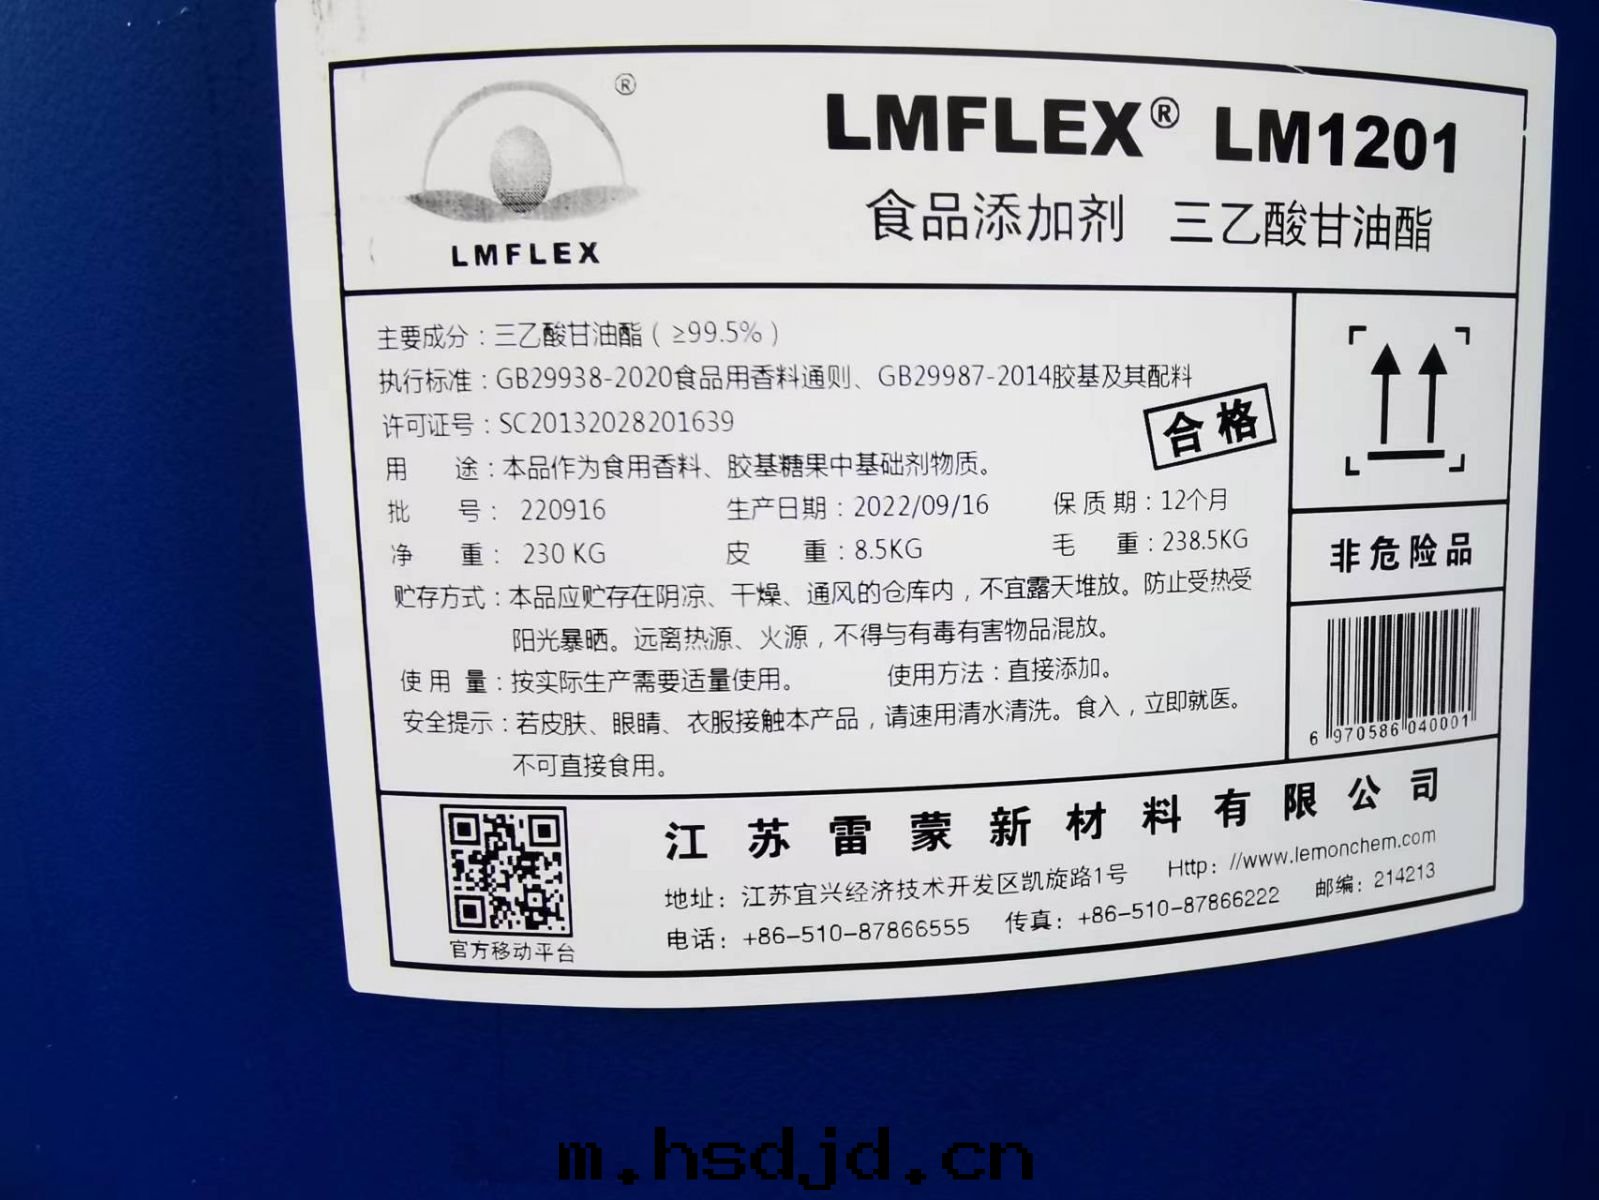 ®
LMFLEX
LMFLEX® LM1201
食品添加剂 三乙酸甘油酯
主要成分：三乙酸甘油酯（≥99.5%）
执行标准：GB29938-2020食品用香料通则、GB29987-2014胶基及其配料
许可证号：SC20132028201639
合格
用 途：本品作为食用香料、胶基糖果中基础剂物质。
批 号： 220916 生产日期：2022/09/16 保质期：12个月
净 重： 230 KG 皮 重：8.5KG 毛 重：238.5KG
贮存方式：本品应贮存在阴凉、干燥、通风的仓库内，不宜露天堆放。防止受热受
阳光暴晒。远离热源、火源，不得与有毒有害物品混放。
使用量：按实际生产需要适量使用。 使用方法：直接添加。
安全提示：若皮肤、眼睛、衣服接触本产品，请速用清水清洗。食入，立即就医。
不可直接食用。
非危险品
6 970586 040001
官方移动平台
江苏雷蒙新材料有限公司
地址：江苏宜兴经济技术开发区凯旋路1号 Http：//www.lemonchem.com
电话：+86-510-87866555 传真：+86-510-87866222 邮编：214213
m.hsdjd.cn